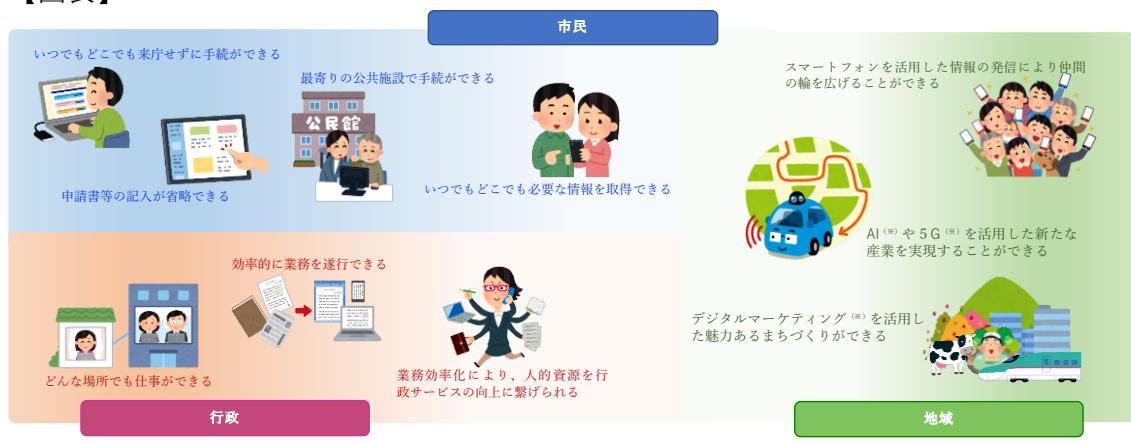 市民
いつでもどこでも来庁せずに手続ができる
最寄りの公共施設で手続ができる
公民館
申請書等の記入が省略できる
いつでもどこでも必要な情報を取得できる
スマートフォンを活用した情報の発信により仲間
の輪を広げることができる
AI(※)や5G(※)を活用した新たな
産業を実現することができる
デジタルマーケティング(※)を活用し
た魅力あるまちづくりができる
地域
効率的に業務を遂行できる
どんな場所でも仕事ができる
業務効率化により、人的資源を行
政サービスの向上に繋げられる
行政